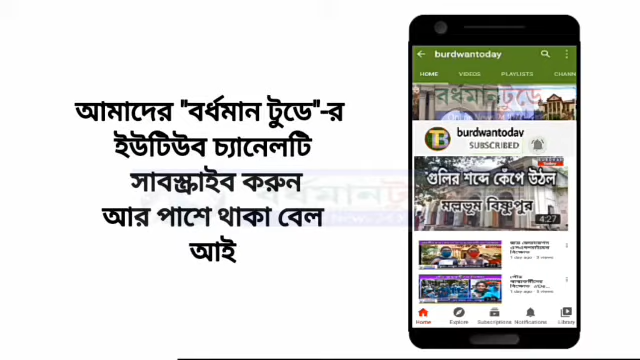 আমাদের "বর্ধমান টুডে"-র
ইউটিউব চ্যানেলটি
সাবস্ক্রাইব করুন
আর পাশে থাকা বেল
আই
burdwantoday
HOME VIDEOS PLAYLISTS CHANN
বর্ধমান টুডে
burdwantoday
SUBSCRIBED
গুলির শব্দে কেঁপে উঠল
মল্লভূম বিষ্ণুপুর
4:27
Home Explore Subscriptions Notifications Library